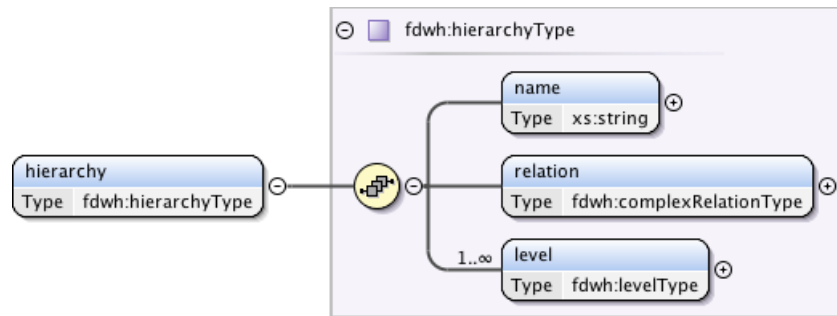 fdwh:hierarchyType
name
Type xs:string
hierarchy
Type fdwh:hierarchyType
relation
Type fdwh:complexRelationType
1..∞
level
Type fdwh:levelType